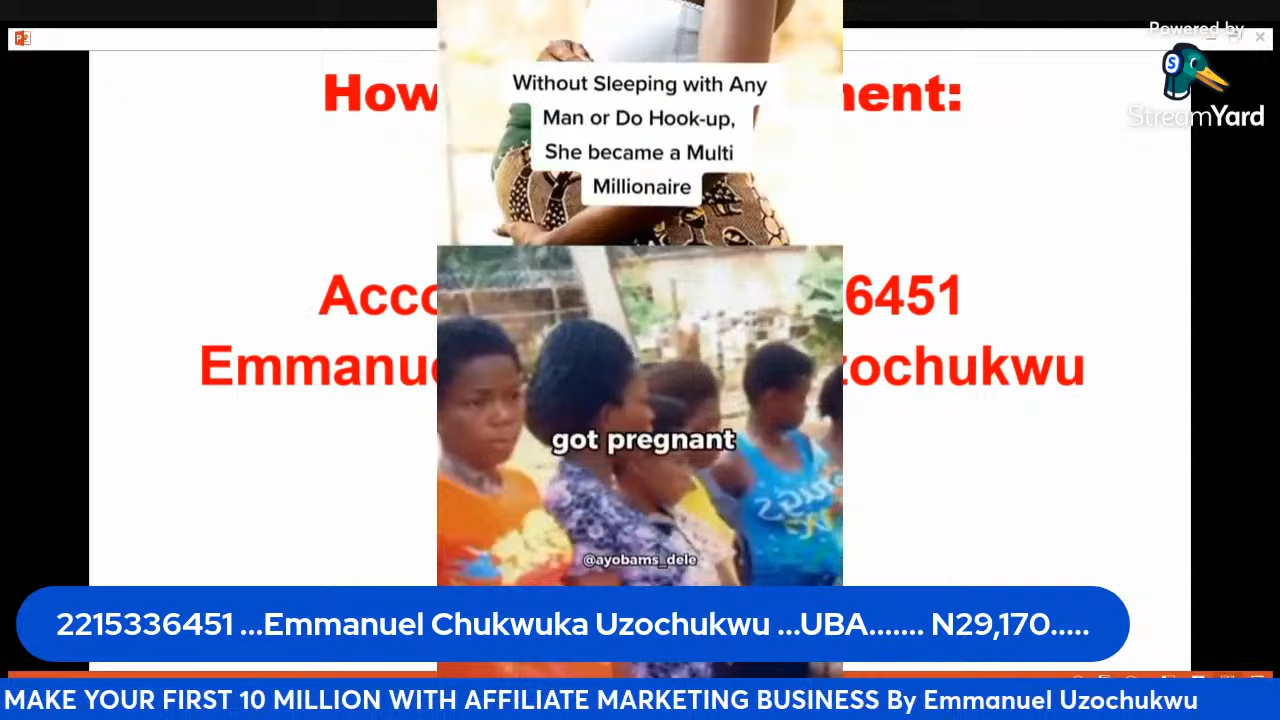 Powered by
StreamYard
How
nent:
Without Sleeping with Any
Man or Do Hook-up,
She became a Multi
Millionaire
Acco
6451
Emmanue
zochukwu
got pregnant
@ayobams_dele
2215336451 ...Emmanuel Chukwuka Uzochukwu ...UBA....... N29,170.....
MAKE YOUR FIRST 10 MILLION WITH AFFILIATE MARKETING BUSINESS By Emmanuel Uzochukwu